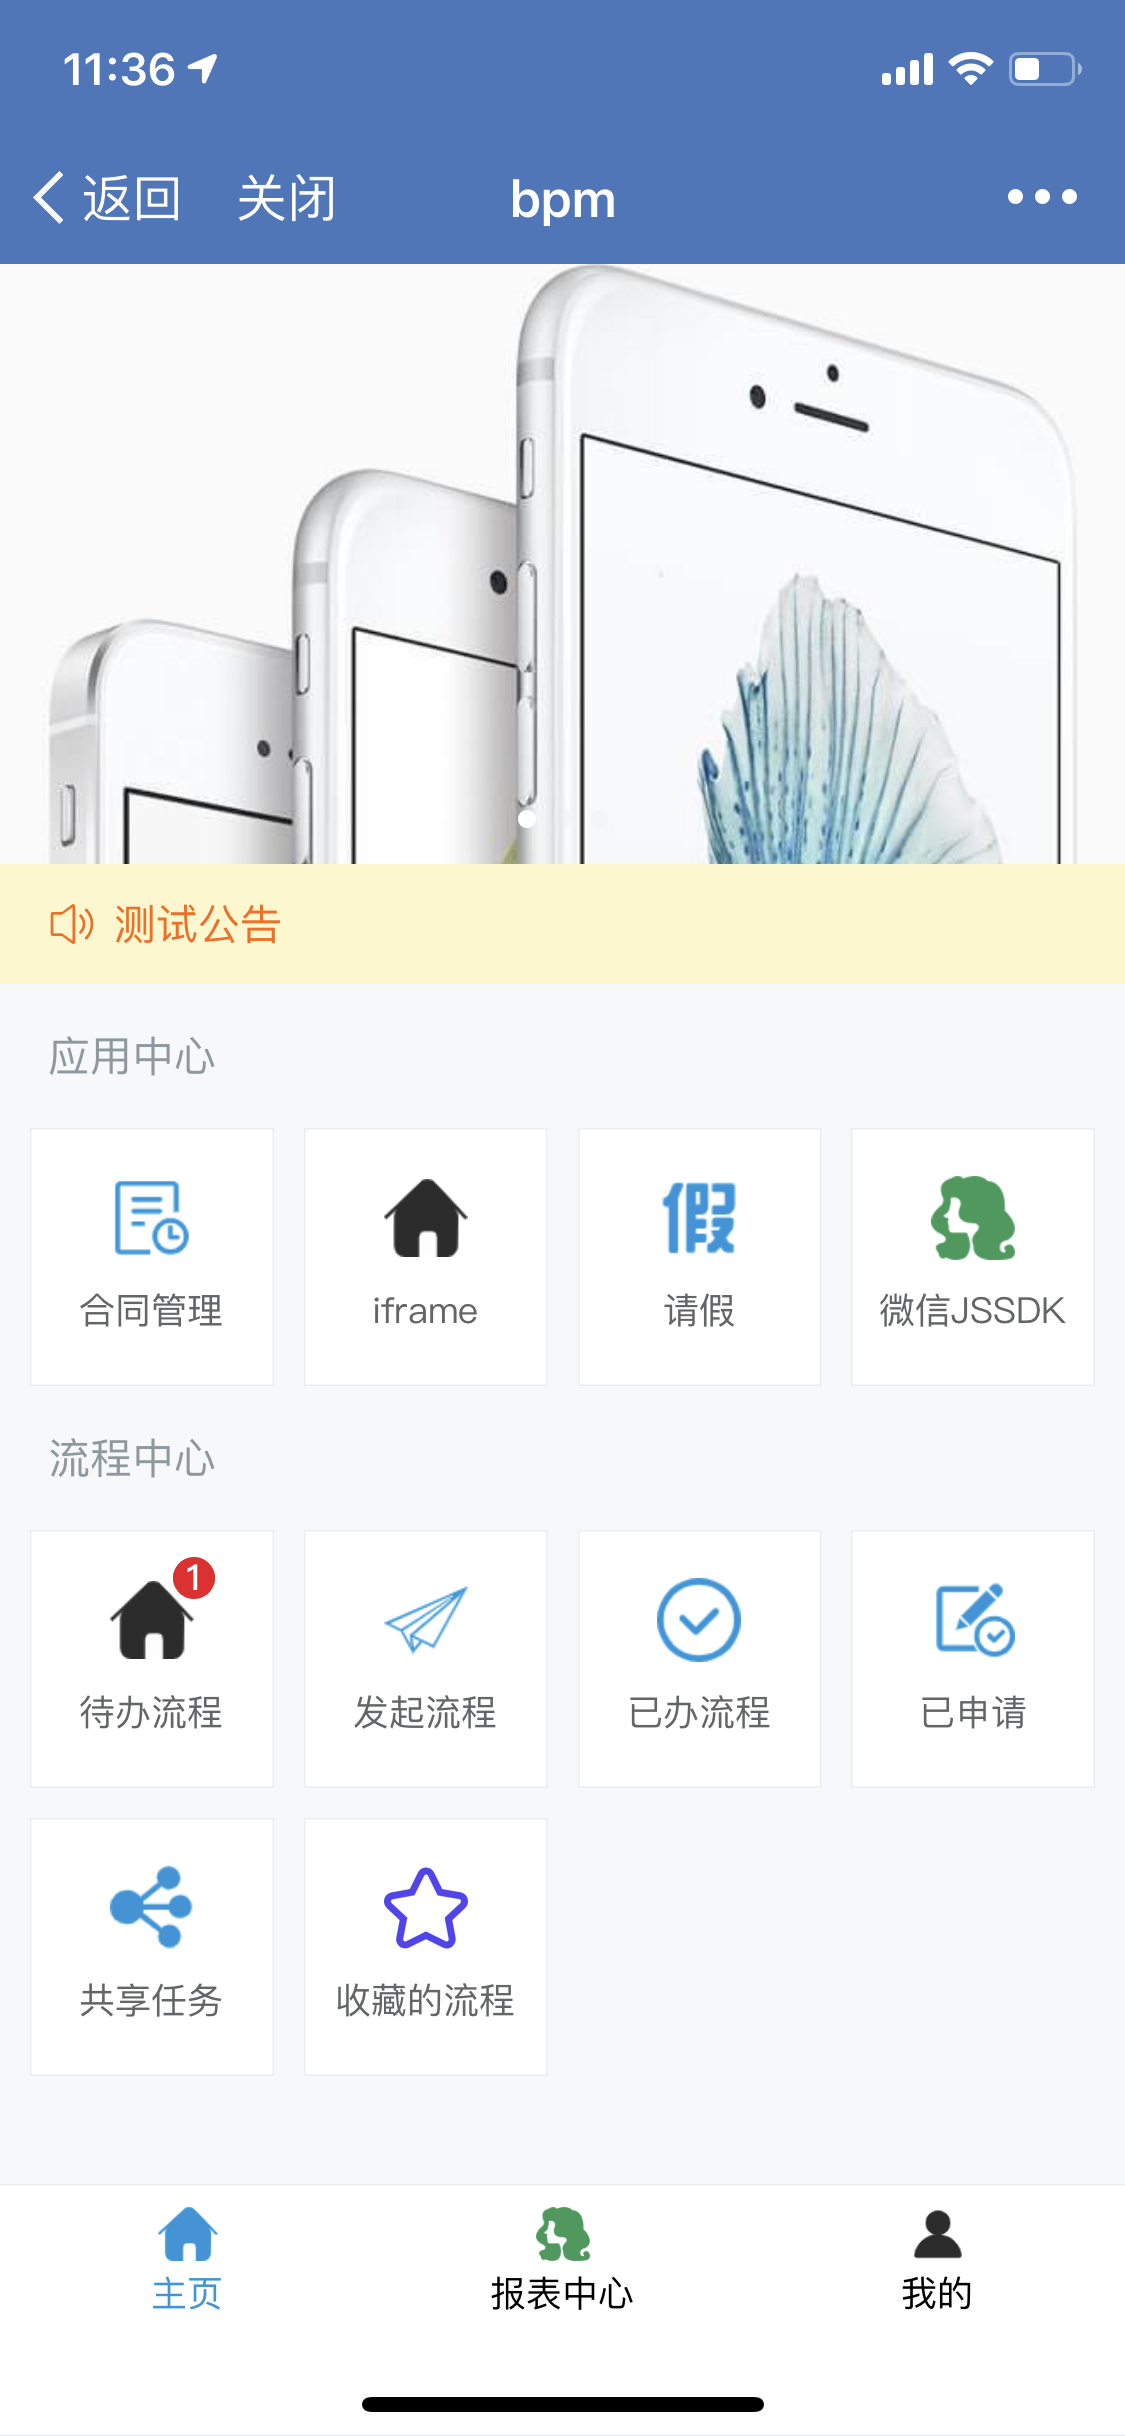 11:36
返回 关闭 bpm
测试公告
应用中心
假
合同管理 iframe 请假 微信JSSDK
流程中心
1
待办流程 发起流程 已办流程 已申请
共享任务 收藏的流程
主页 报表中心 我的